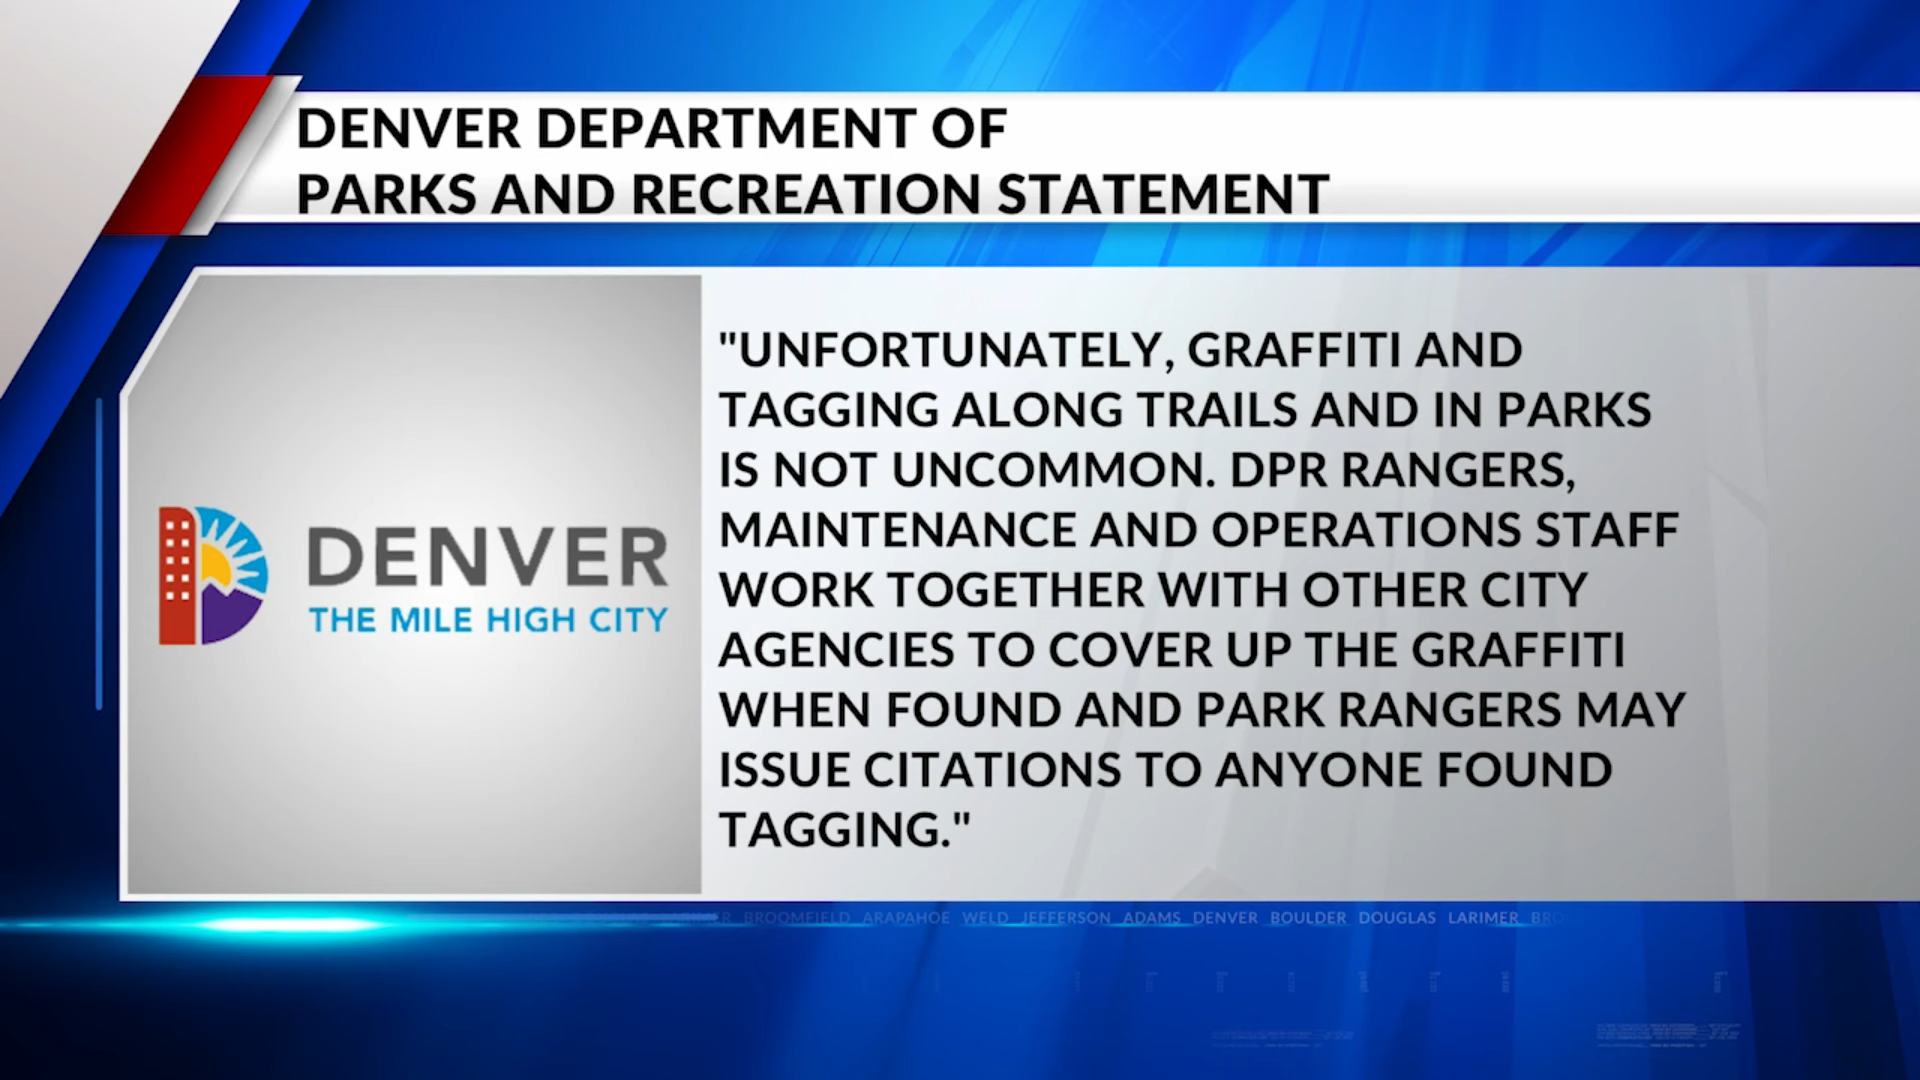 DENVER DEPARTMENT OF
PARKS AND RECREATION STATEMENT
DENVER
THE MILE HIGH CITY
"UNFORTUNATELY, GRAFFITI AND
TAGGING ALONG TRAILS AND IN PARKS
IS NOT UNCOMMON. DPR RANGERS,
MAINTENANCE AND OPERATIONS STAFF
WORK TOGETHER WITH OTHER CITY
AGENCIES TO COVER UP THE GRAFFITI
WHEN FOUND AND PARK RANGERS MAY
ISSUE CITATIONS TO ANYONE FOUND
TAGGING."
BROOMFIELD ARAPAHOE WELD JEFFERSON ADAMS DENVER BOULDER DOUGLAS LARIMER